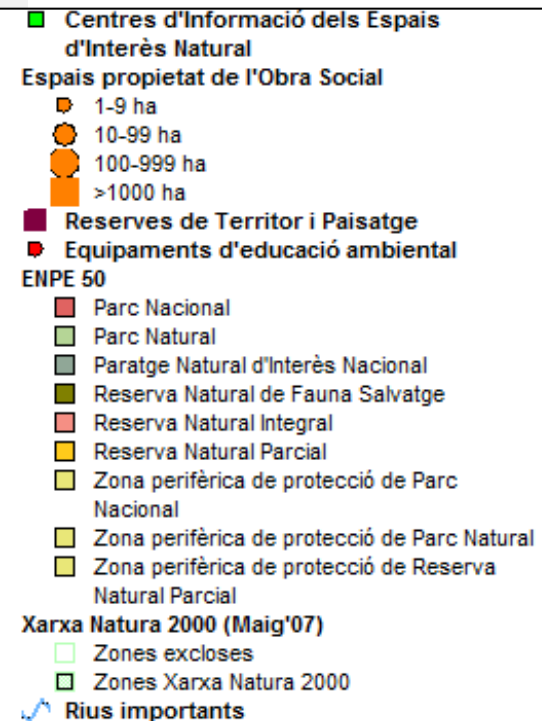 Centres d'Informació dels Espais
d'Interès Natural
Espais propietat de l'Obra Social
1-9 ha
10-99 ha
100-999 ha
>1000 ha
Reserves de Territor i Paisatge
Equipaments d'educació ambiental
ENPE 50
Parc Nacional
Parc Natural
Paratge Natural d'Interès Nacional
Reserva Natural de Fauna Salvatge
Reserva Natural Integral
Reserva Natural Parcial
Zona perifèrica de protecció de Parc
Nacional
Zona perifèrica de protecció de Parc Natural
Zona perifèrica de protecció de Reserva
Natural Parcial
Xarxa Natura 2000 (Maig'07)
Zones excloses
Zones Xarxa Natura 2000
Rius importants